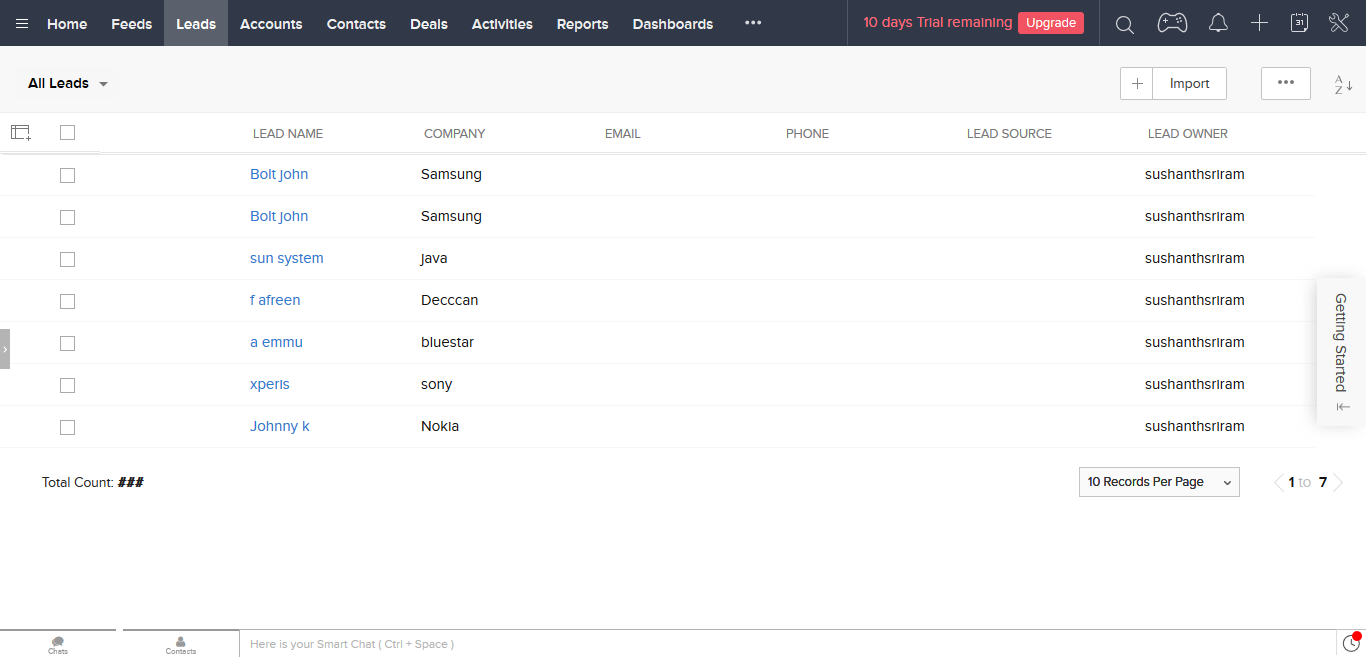 Home Feeds Leads Accounts Contacts Deals Activities Reports Dashboards ••• 10 days Trial remaining Upgrade 31
All Leads + Import ••• A Z
LEAD NAME COMPANY EMAIL PHONE LEAD SOURCE LEAD OWNER
Bolt john Samsung sushanthsriram
Bolt john Samsung sushanthsriram
sun system java sushanthsriram
f afreen Decccan sushanthsriram
a emmu bluestar sushanthsriram
xperis sony sushanthsriram
Johnny k Nokia sushanthsriram
Getting Started
Total Count: ### 10 Records Per Page 1 to 7
Chats Contacts Here is your Smart Chat ( Ctrl + Space )